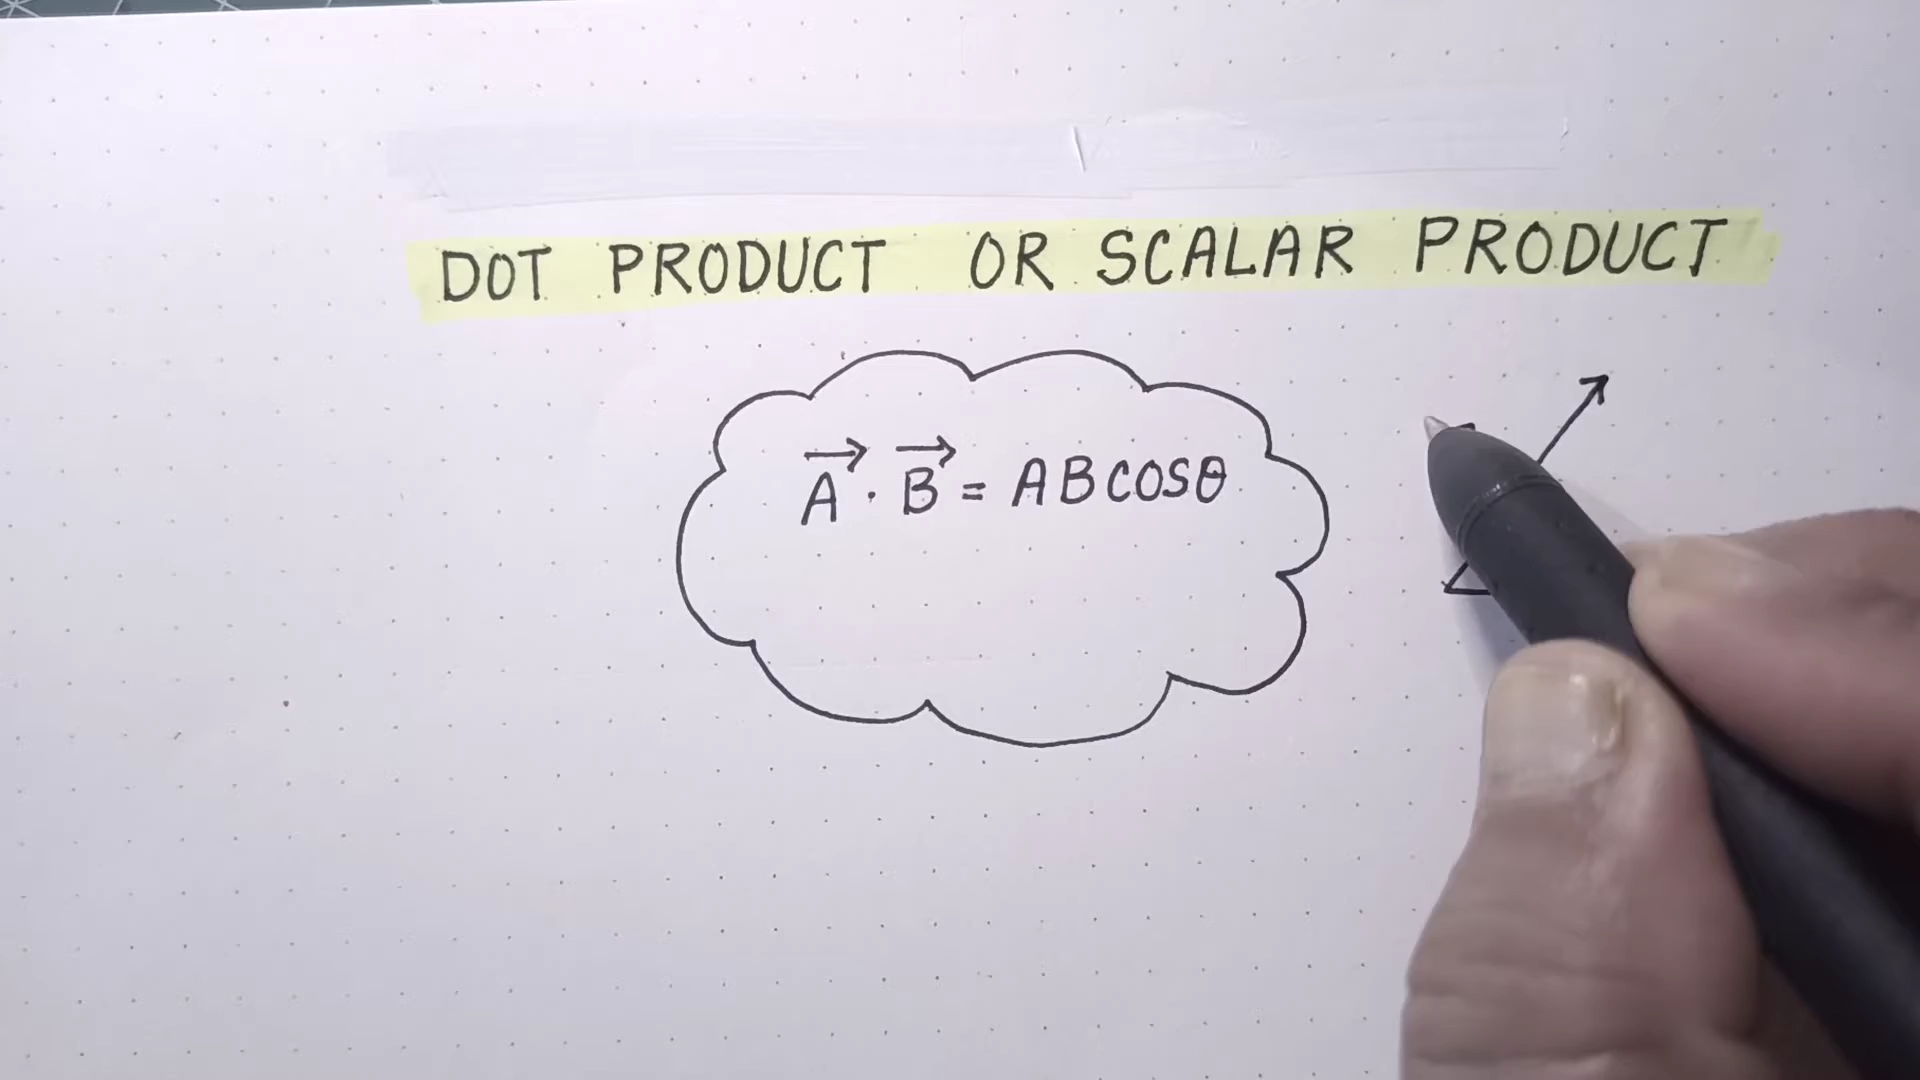 DOT PRODUCT OR SCALAR PRODUCT
A⃗ · B⃗ = ABCOSθ